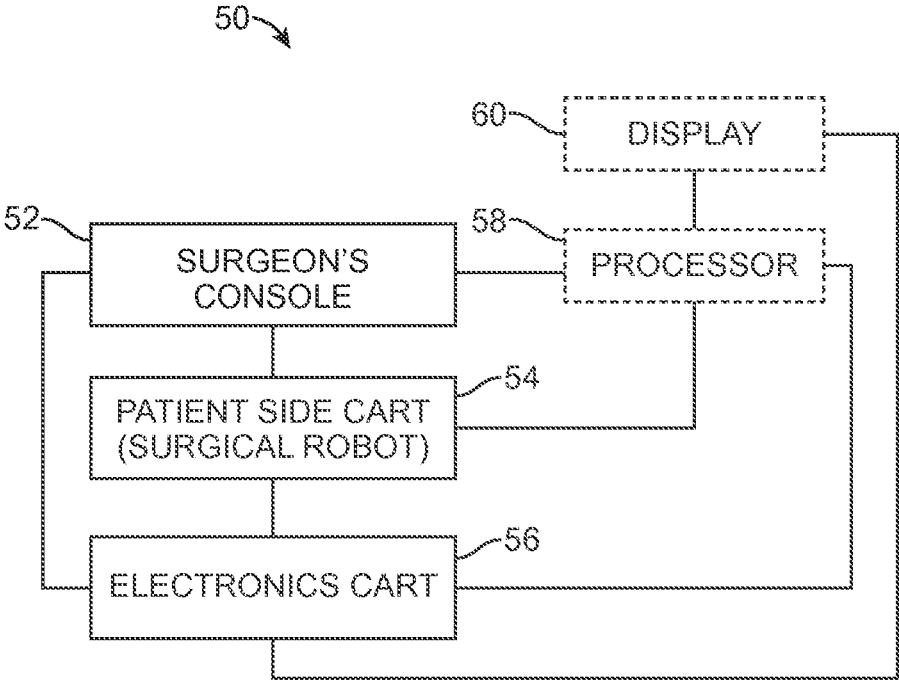 50
60
DISPLAY
52
58
SURGEON'S
CONSOLE
PROCESSOR
54
PATIENT SIDE CART
(SURGICAL ROBOT)
56
ELECTRONICS CART